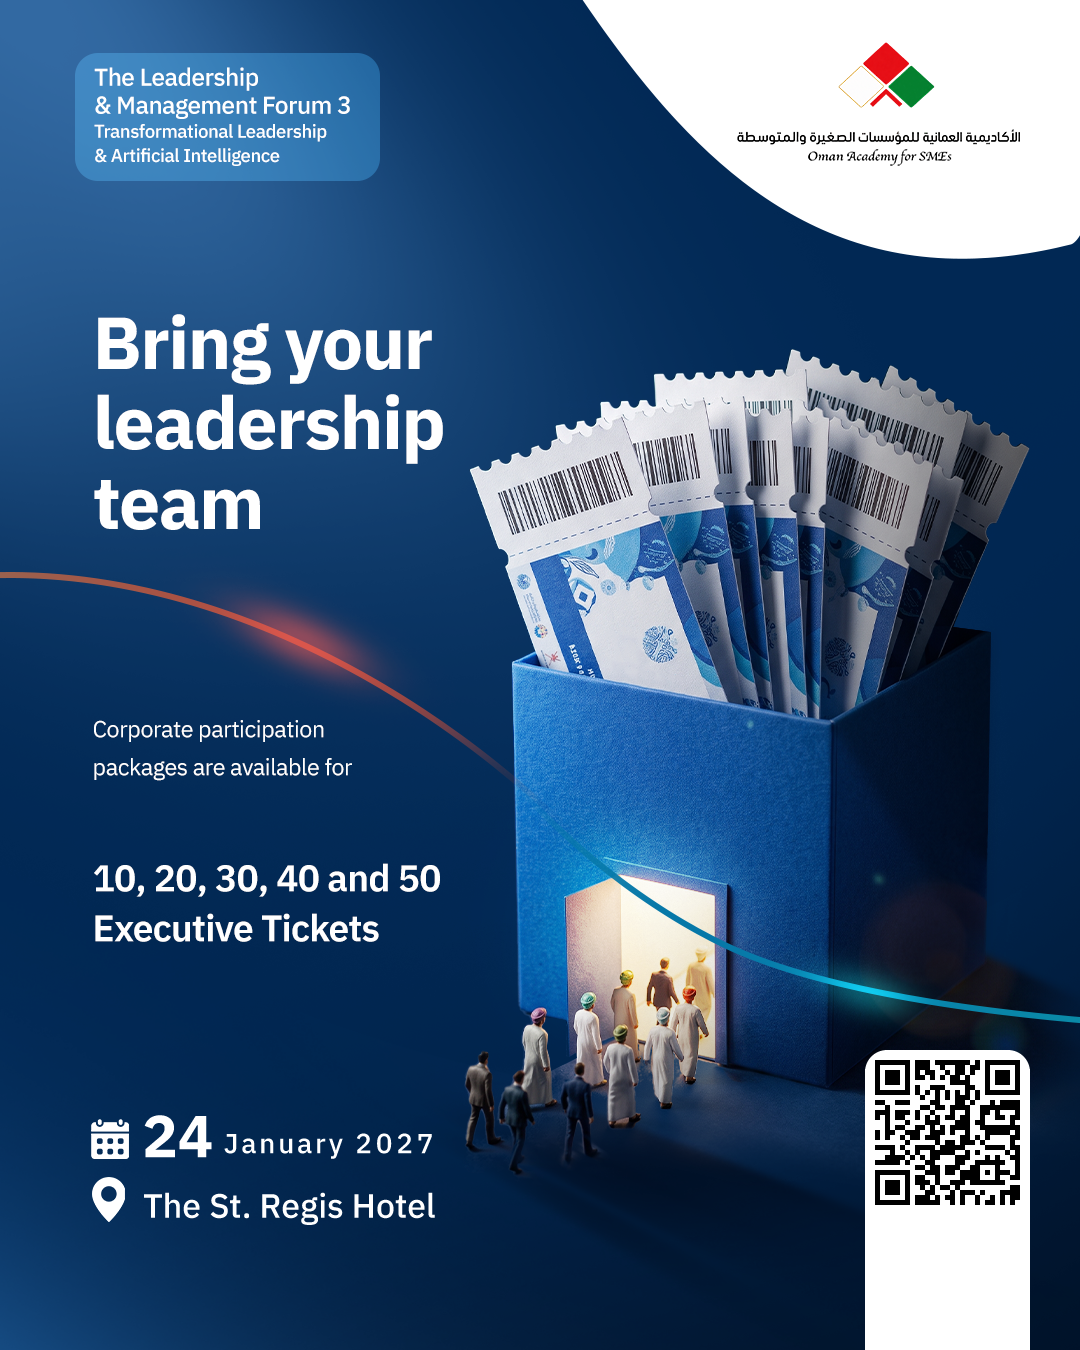 The Leadership
& Management Forum 3
Transformational Leadership
& Artificial Intelligence
الأكاديمية العمانية للمؤسسات الصغيرة والمتوسطة
Oman Academy for SMEs
Bring your
leadership
team
Corporate participation
packages are available for
10, 20, 30, 40 and 50
Executive Tickets
24 January 2027
The St. Regis Hotel